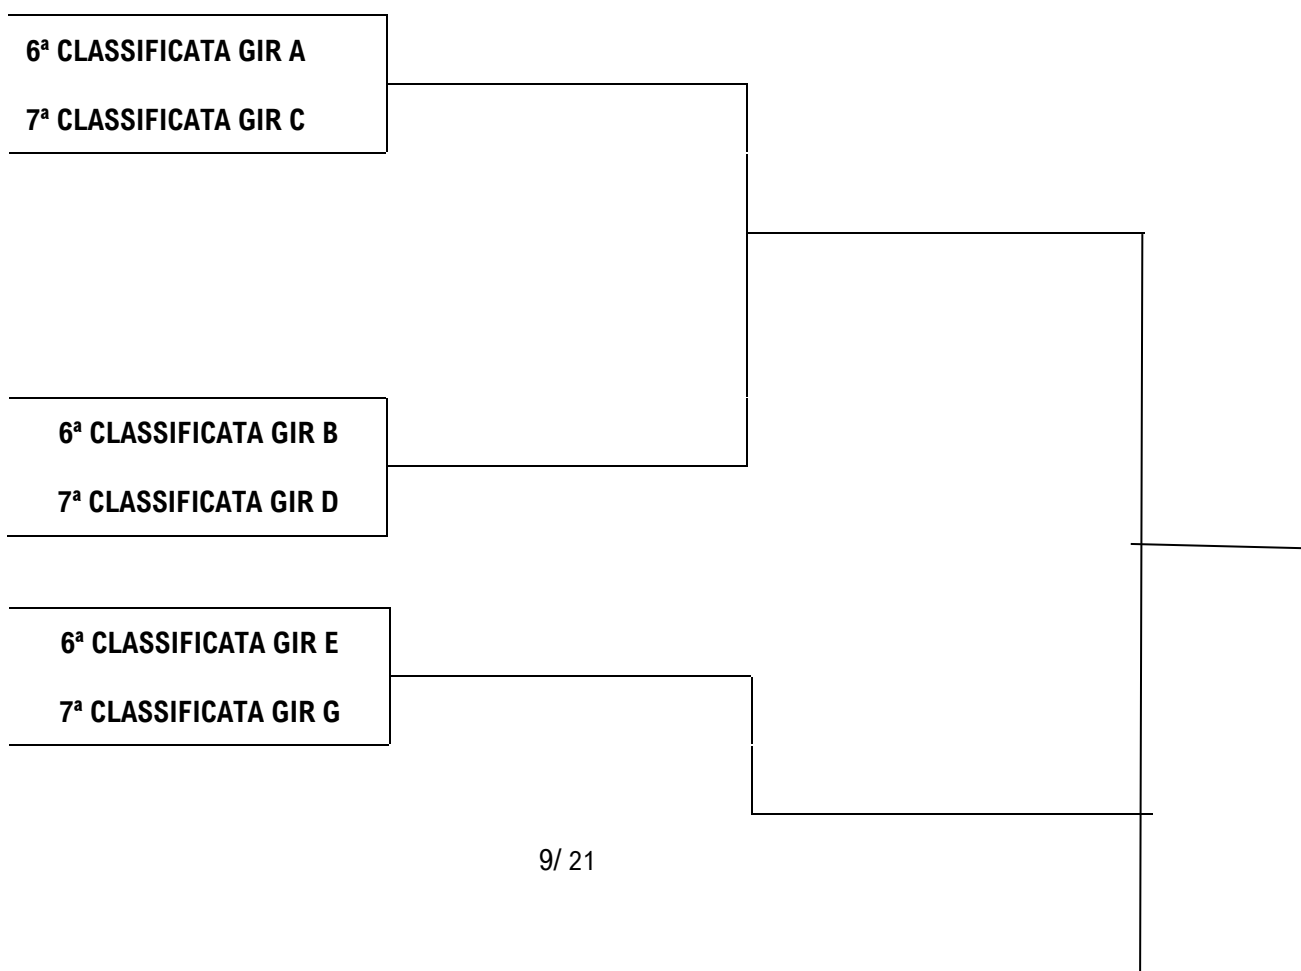 6ª CLASSIFICATA GIR A
7ª CLASSIFICATA GIR C
6ª CLASSIFICATA GIR B
7ª CLASSIFICATA GIR D
6ª CLASSIFICATA GIR E
7ª CLASSIFICATA GIR G
9/ 21